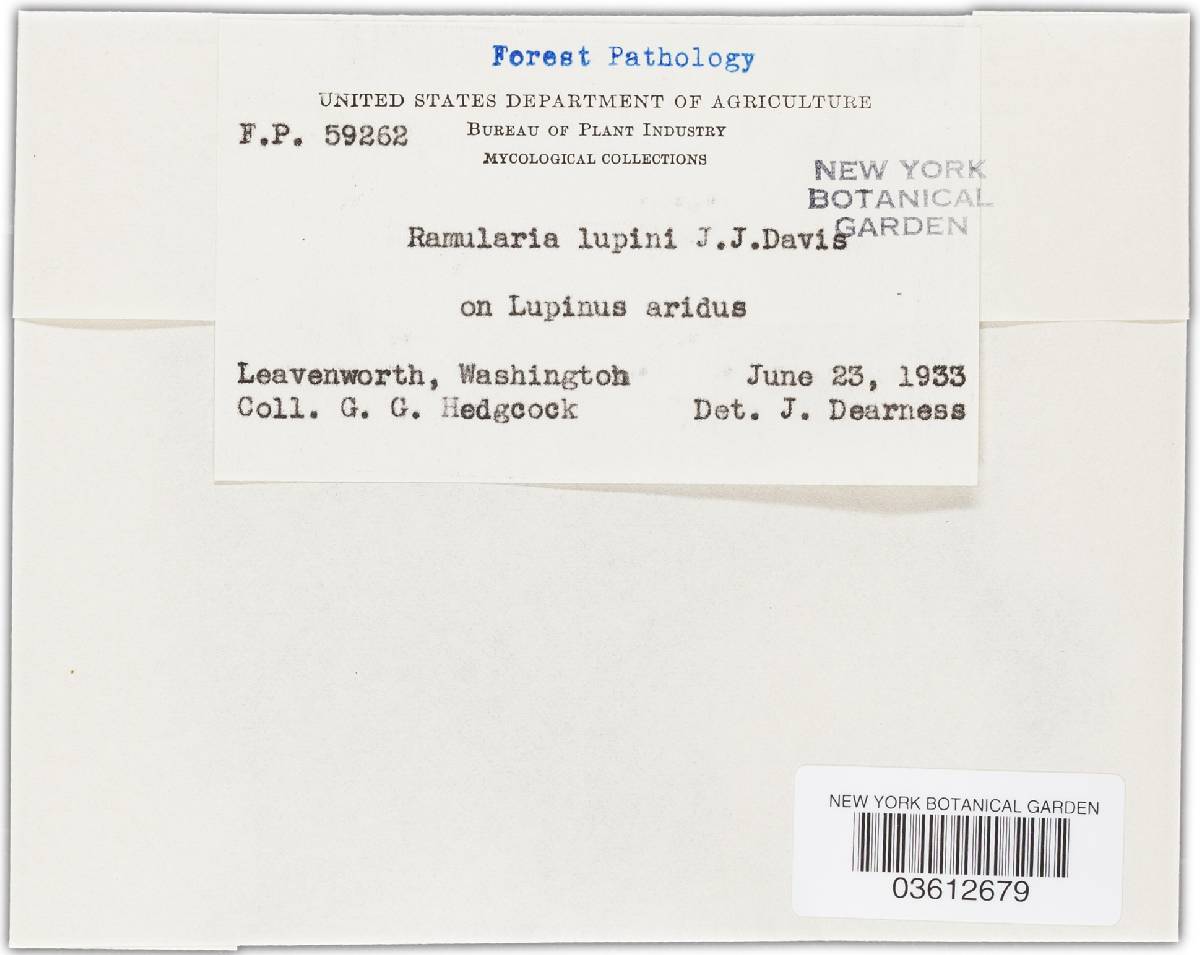 Forest Pathology
UNITED STATES DEPARTMENT OF AGRICULTURE
F.P. 59262 BUREAU OF PLANT INDUSTRY
MYCOLOGICAL COLLECTIONS
NEW YORK
BOTANICAL
GARDEN
Ramularia lupini J.J.Davis
on Lupinus aridus
Leavenworth, Washington June 23, 1933
Coll. G. G. Hedgcock Det. J. Dearness
NEW YORK BOTANICAL GARDEN
03612679